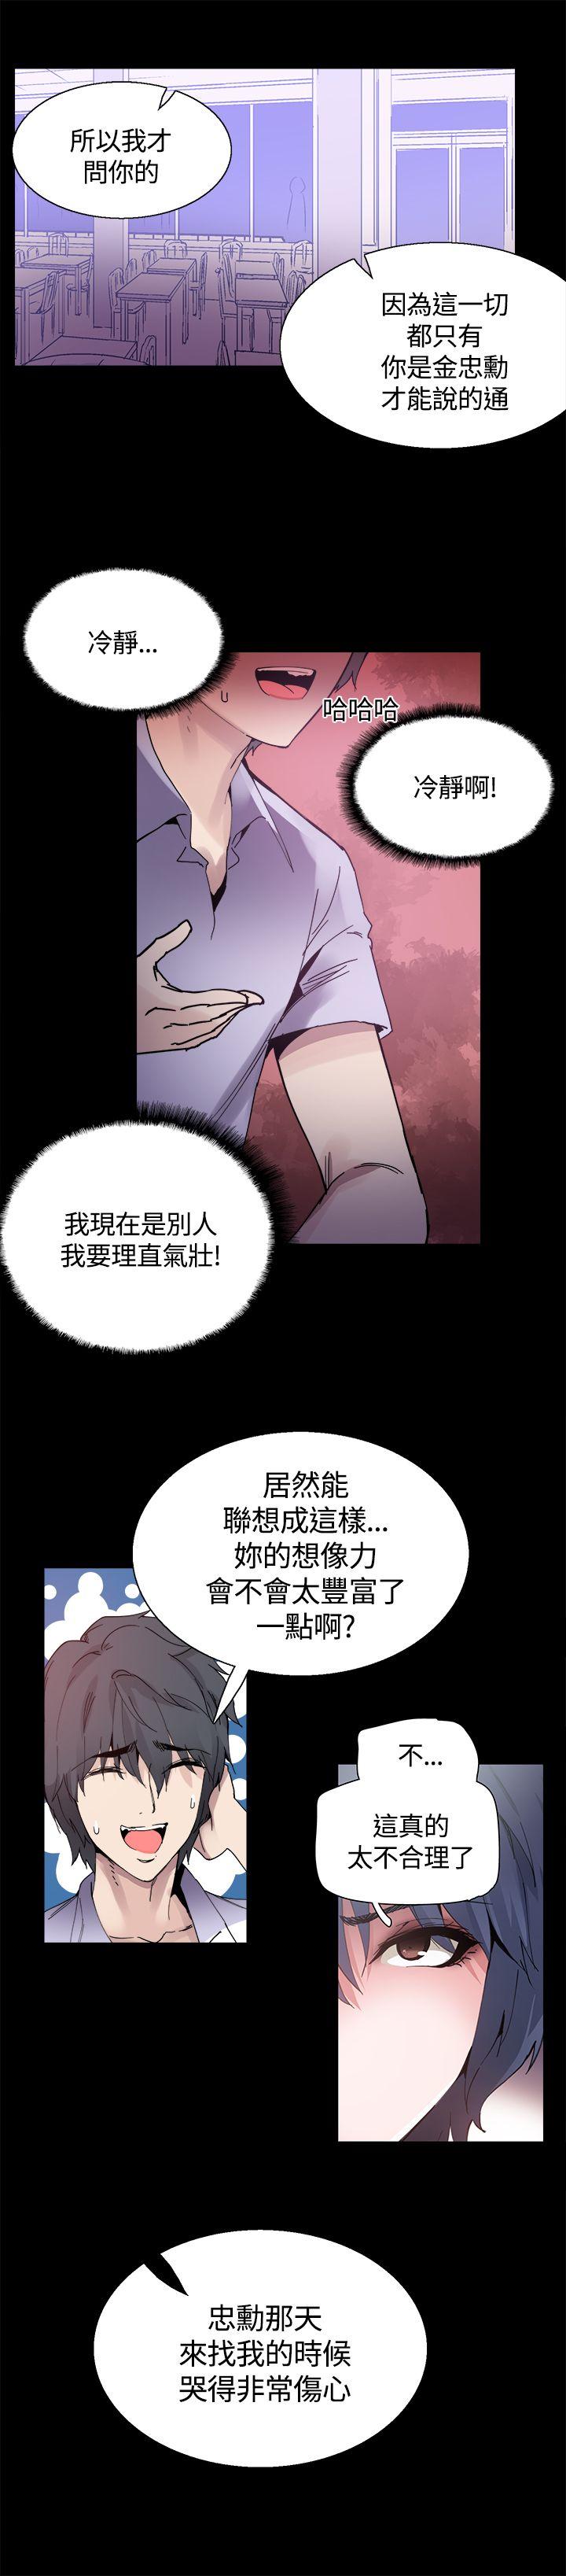 所以我才
問你的
因為這一切
都只有
你是金忠勳
才能說的通
冷靜...
哈哈哈
冷靜啊!
我現在是別人
我要理直氣壯!
居然能
聯想成這樣...
妳的想像力
會不會太豐富了
一點啊?
不...
這真的
太不合理了
忠勳那天
來找我的時候
哭得非常傷心